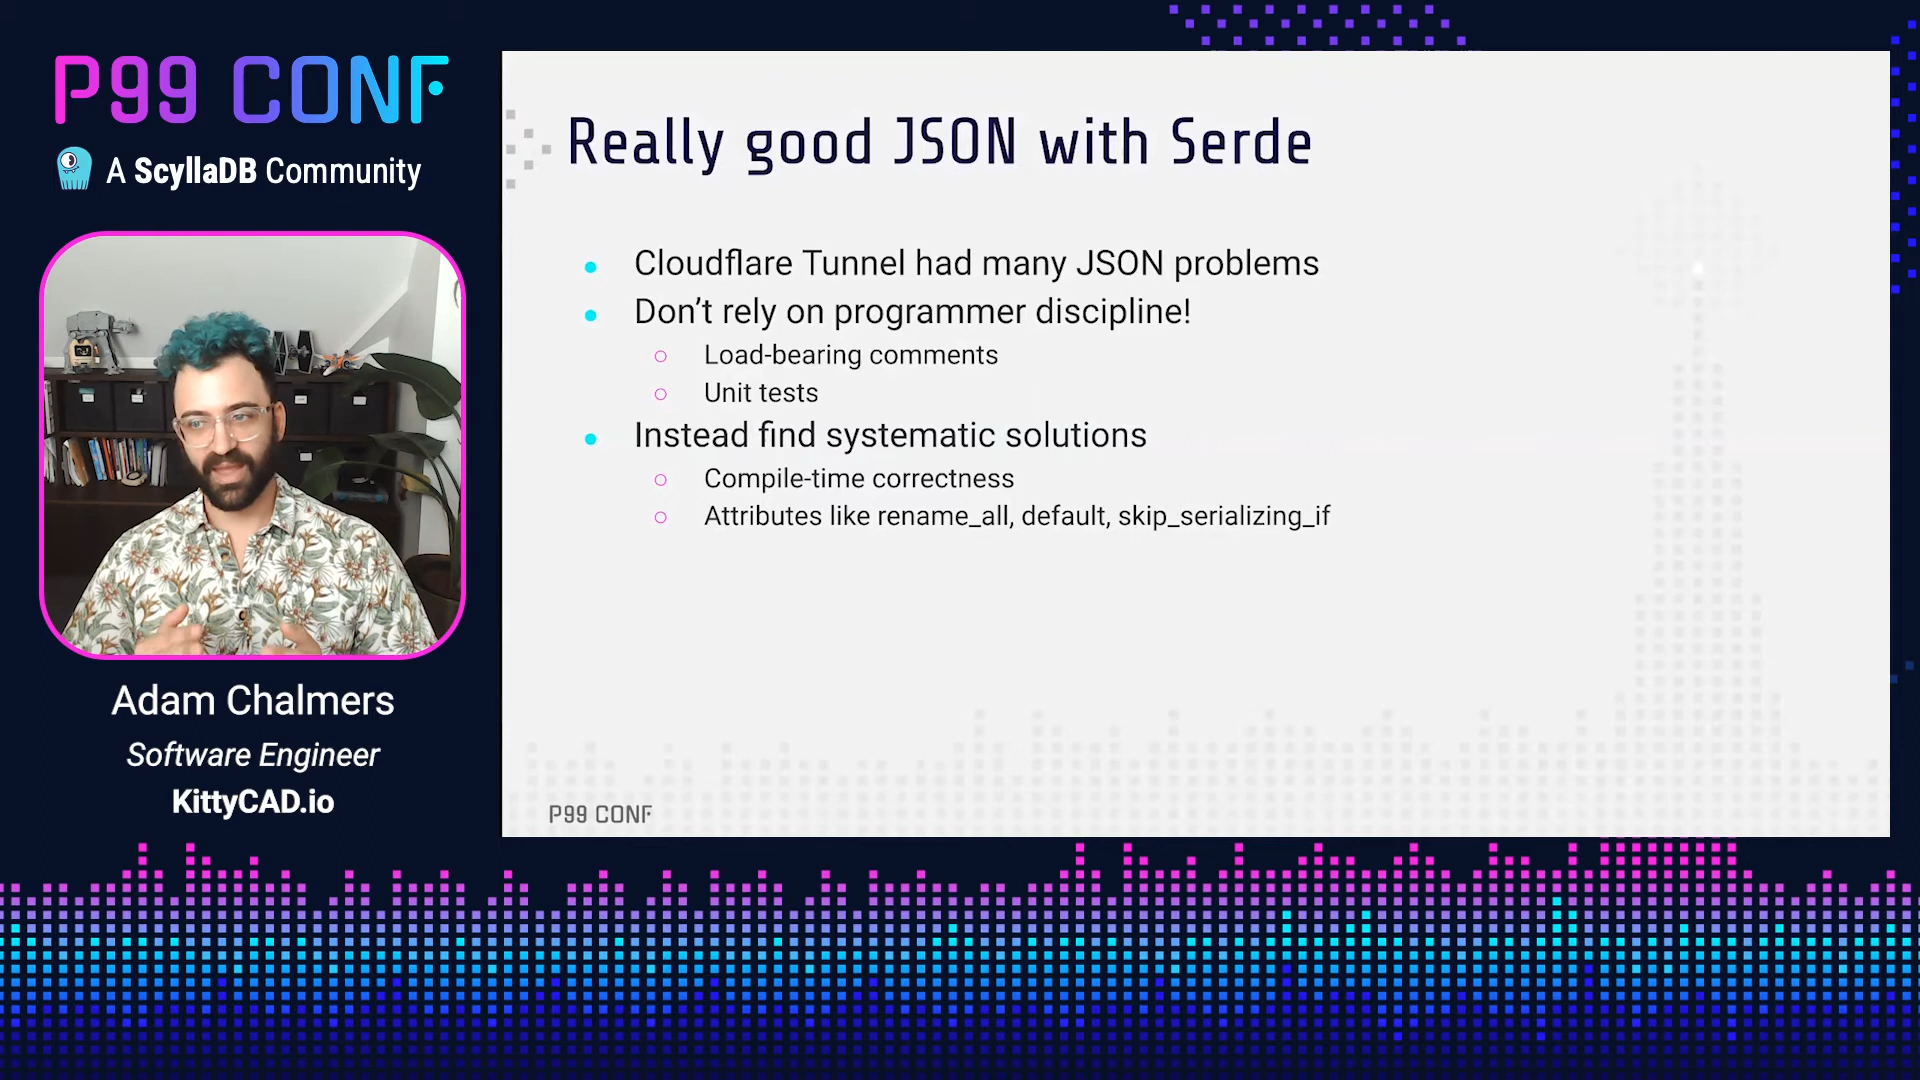 P99 CONF
A ScyllaDB Community
Adam Chalmers
Software Engineer
KittyCAD.io
Really good JSON with Serde
Cloudflare Tunnel had many JSON problems
Don’t rely on programmer discipline!
Load-bearing comments
Unit tests
Instead find systematic solutions
Compile-time correctness
Attributes like rename_all, default, skip_serializing_if
P99 CONF